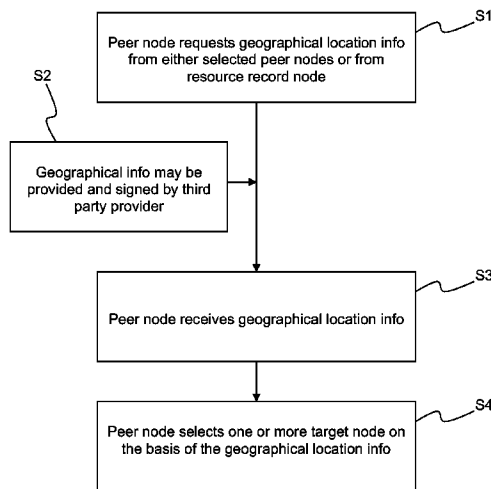 S1
Peer node requests geographical location info
from either selected peer nodes or from
resource record node
S2
Geographical info may be
provided and signed by third
party provider
S3
Peer node receives geographical location info
S4
Peer node selects one or more target node on
the basis of the geographical location info